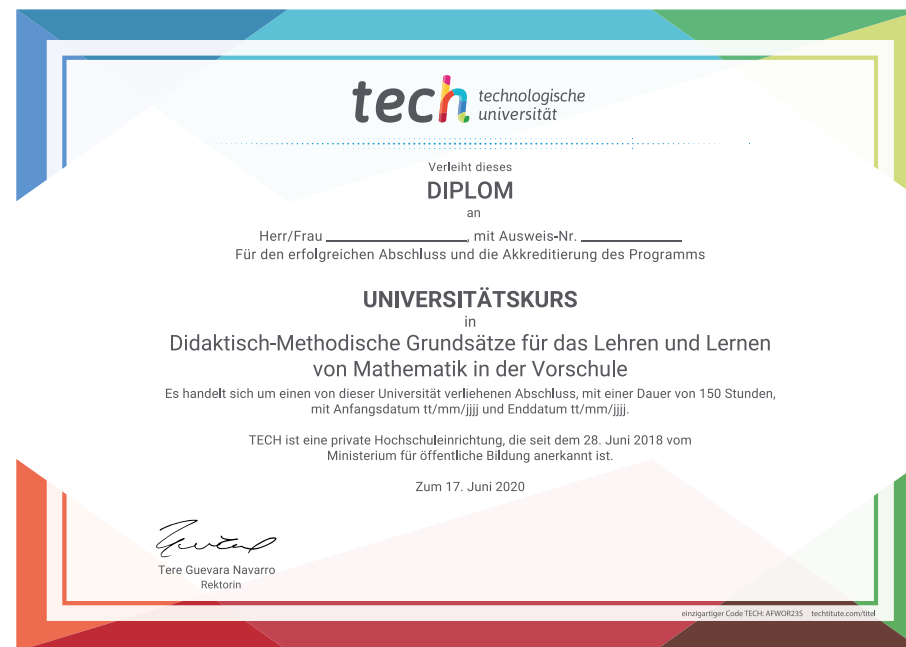 tech technologische
universität
Verleiht dieses
DIPLOM
an
Herr/Frau ____________, mit Ausweis-Nr. ____________
Für den erfolgreichen Abschluss und die Akkreditierung des Programms
UNIVERSITÄTSKURS
in
Didaktisch-Methodische Grundsätze für das Lehren und Lernen
von Mathematik in der Vorschule
Es handelt sich um einen von dieser Universität verliehenen Abschluss, mit einer Dauer von 150 Stunden,
mit Anfangsdatum tt/mm/jjjj und Enddatum tt/mm/jjjj.
TECH ist eine private Hochschuleinrichtung, die seit dem 28. Juni 2018 vom
Ministerium für öffentliche Bildung anerkannt ist.
Zum 17. Juni 2020
Tere Guevara Navarro
Rektorin
einzigartiger Code TECH: AFWOR23S techtitute.com/titel